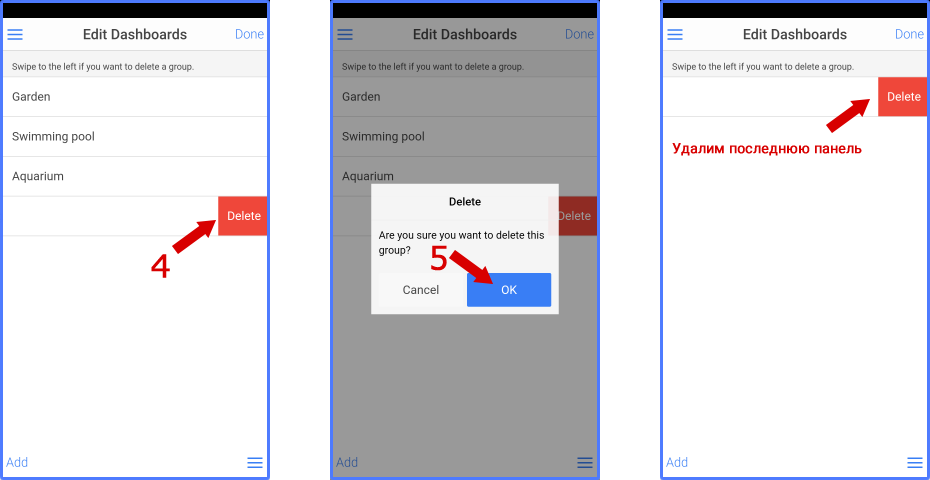 Edit Dashboards
Done
Swipe to the left if you want to delete a group.
Garden
Swimming pool
Aquarium
Delete
4
Add
Edit Dashboards
Done
Swipe to the left if you want to delete a group.
Garden
Swimming pool
Aquarium
Delete
Delete
Are you sure you want to delete this
group?
5
Cancel
OK
Add
Edit Dashboards
Done
Swipe to the left if you want to delete a group.
Delete
Удалим последнюю панель
Add